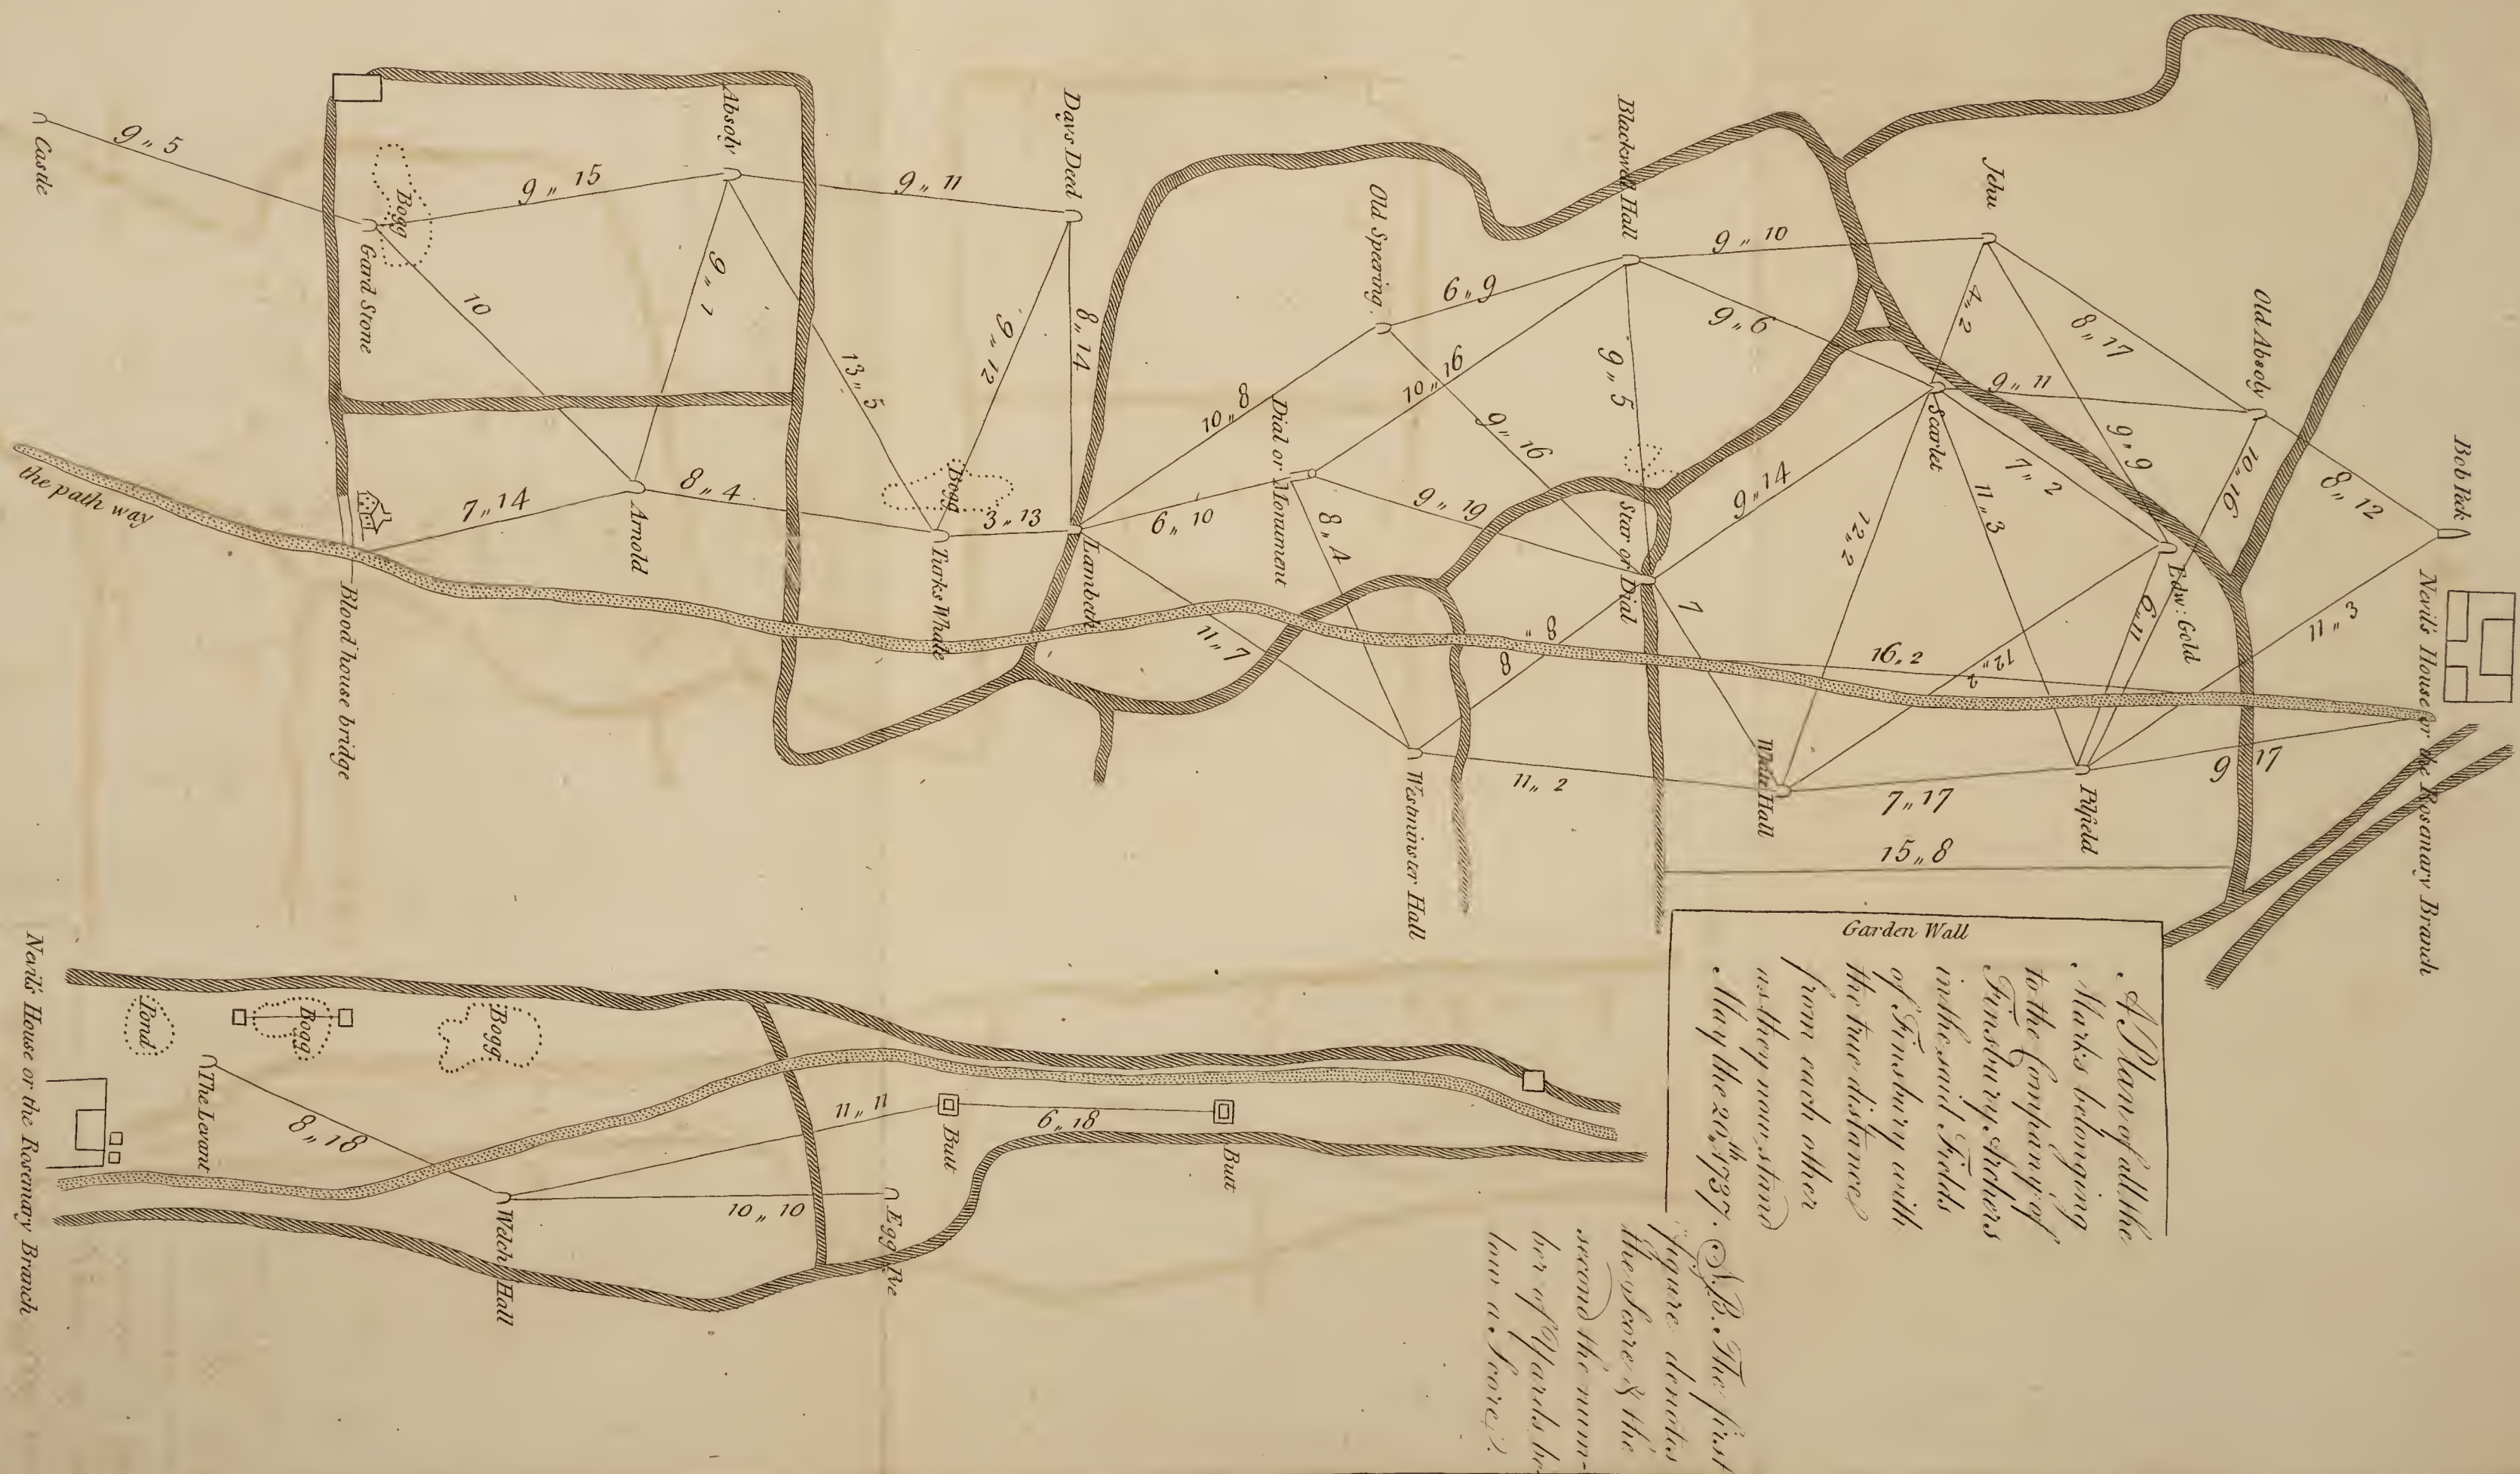 A Plan of all the
Marks belonging
to the Company of
Finsbury Archers
in the said Fields
of Finsbury with
the true distance
from each other
as they now stand
May the 20th, 1737.
N.B. The first
figure denotes
the Score & the
second the num-
ber of Yards be-
low a Score.
Garden Wall
Castle
9 ,, 5
Bogg
Gard Stone
9 ,, 15
Absoly
10
9 ,, 1
9 ,, 11
Days Deed
13 ,, 5
9 ,, 12
8 ,, 14
the path way
7 ,, 14
Arnold
8 ,, 4
Bogg
Turks Whale
3 ,, 13
Lambeth
Blood house bridge
Old Speering
6 ,, 9
Blackwell Hall
9 ,, 10
Jehu
10 ,, 8
10 ,, 16
9 ,, 5
9 ,, 6
4 ,, 2
8 ,, 17
Old Absoly
9 ,, 11
Dial or Monument
6 ,, 10
9 ,, 16
9 ,, 19
8 ,, 4
Star of Dial
9 ,, 14
Scarlet
7 ,, 2
9 ,, 9
10 ,, 16
8 ,, 12
Bob Peek
11 ,, 7
8 ,, 8
7
12 ,, 2
11 ,, 3
Edw: Gold
6 ,, 11
12 ,, 2
11 ,, 3
16 ,, 2
Westminster Hall
11 ,, 2
White Hall
7 ,, 17
Pilfield
9 17
15 ,, 8
Nevil's House or the Rosemary Branch
Nevil's House or the Rosemary Branch
Pond
Bogg
Bogg
The Levant
8 ,, 18
Welch Hall
11 ,, 11
10 ,, 10
Egg Pye
Butt
6 ,, 18
Butt